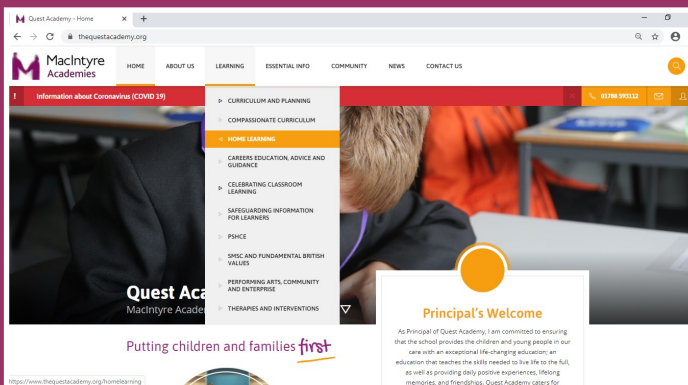 Quest Academy - Home
thequestacademy.org
MacIntyre
Academies
HOME
ABOUT US
LEARNING
ESSENTIAL INFO
COMMUNITY
NEWS
CONTACT US
! Information about Coronavirus (COVID 19)
01788 593112
CURRICULUM AND PLANNING
COMPASSIONATE CURRICULUM
HOME LEARNING
CAREERS EDUCATION, ADVICE AND
GUIDANCE
CELEBRATING CLASSROOM
LEARNING
SAFEGUARDING INFORMATION
FOR LEARNERS
PSHCE
SMSC AND FUNDAMENTAL BRITISH
VALUES
PERFORMING ARTS, COMMUNITY
AND ENTERPRISE
THERAPIES AND INTERVENTIONS
Quest Aca
MacIntyre Acade
Putting children and families first
Principal's Welcome
As Principal of Quest Academy, I am committed to ensuring
that the school provides the children and young people in our
care with an exceptional life-changing education; an
education that teaches the skills needed to live life to the full,
as well as providing daily positive experiences, lifelong
memories, and friendships. Quest Academy caters for
https://www.thequestacademy.org/homelearning